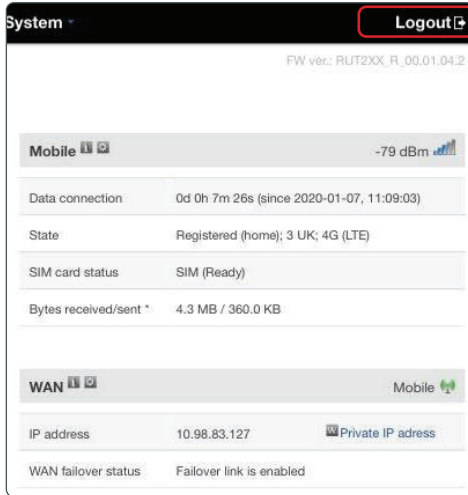 System
Logout
FW ver.: RUT2XX_R_00.01.04.2
Mobile -79 dBm
Data connection 0d 0h 7m 26s (since 2020-01-07, 11:09:03)
State Registered (home); 3 UK; 4G (LTE)
SIM card status SIM (Ready)
Bytes received/sent * 4.3 MB / 360.0 KB
WAN Mobile
IP address 10.98.83.127 Private IP adress
WAN failover status Failover link is enabled